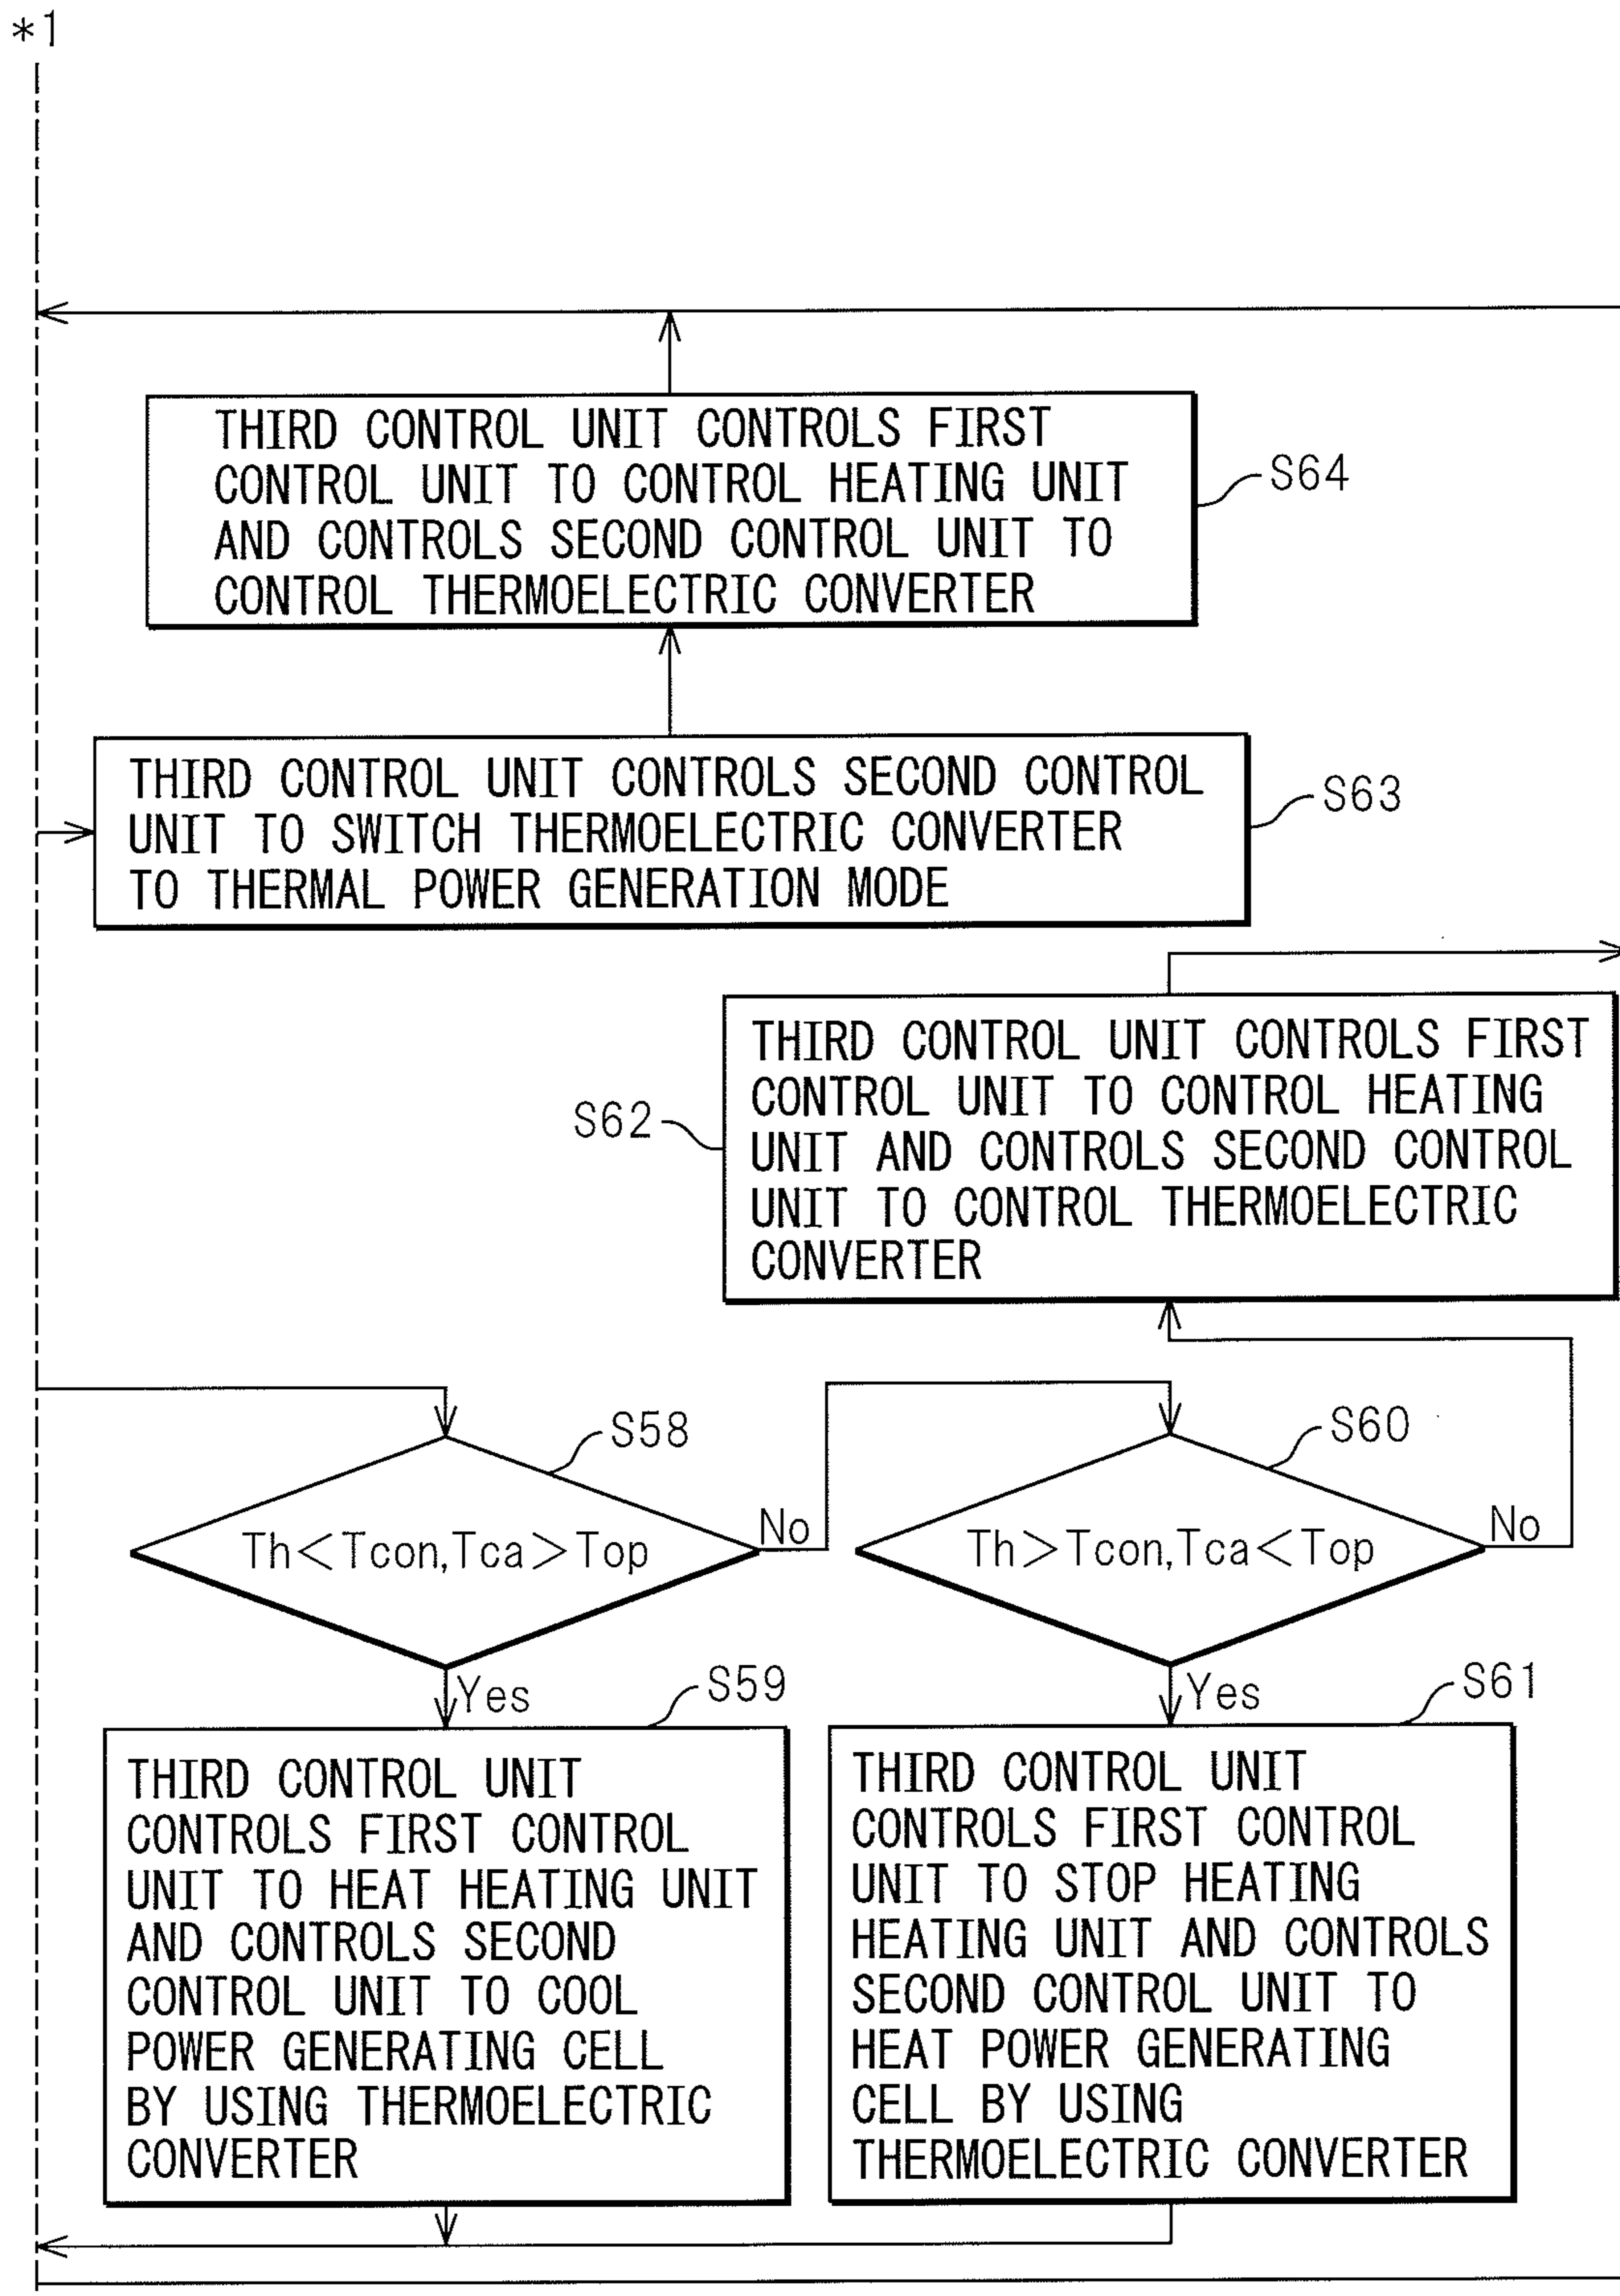 *1
THIRD CONTROL UNIT CONTROLS FIRST
CONTROL UNIT TO CONTROL HEATING UNIT
AND CONTROLS SECOND CONTROL UNIT TO
CONTROL THERMOELECTRIC CONVERTER
S64
THIRD CONTROL UNIT CONTROLS SECOND CONTROL
UNIT TO SWITCH THERMOELECTRIC CONVERTER
TO THERMAL POWER GENERATION MODE
S63
THIRD CONTROL UNIT CONTROLS FIRST
CONTROL UNIT TO CONTROL HEATING
UNIT AND CONTROLS SECOND CONTROL
UNIT TO CONTROL THERMOELECTRIC
CONVERTER
S62
S58
Th<Tcon,Tca>Top
No
Yes
S60
Th>Tcon,Tca<Top
No
Yes
S59
THIRD CONTROL UNIT
CONTROLS FIRST CONTROL
UNIT TO HEAT HEATING UNIT
AND CONTROLS SECOND
CONTROL UNIT TO COOL
POWER GENERATING CELL
BY USING THERMOELECTRIC
CONVERTER
S61
THIRD CONTROL UNIT
CONTROLS FIRST CONTROL
UNIT TO STOP HEATING
HEATING UNIT AND CONTROLS
SECOND CONTROL UNIT TO
HEAT POWER GENERATING
CELL BY USING
THERMOELECTRIC CONVERTER